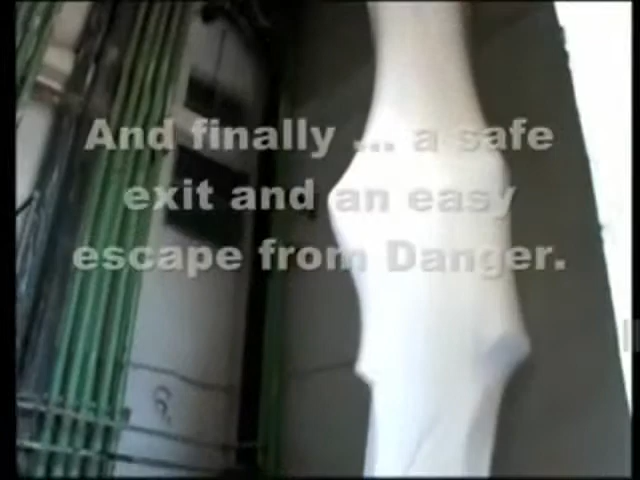 And finally ... a safe
exit and an easy
escape from Danger.